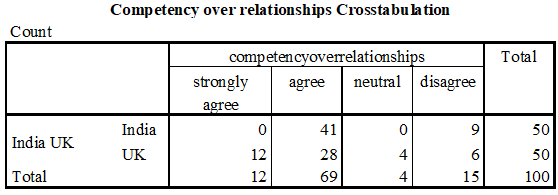 Competency over relationships Crosstabulation
Count
competencyoverrelationships Total
strongly agree agree neutral disagree
India UK India 0 41 0 9 50
UK 12 28 4 6 50
Total 12 69 4 15 100